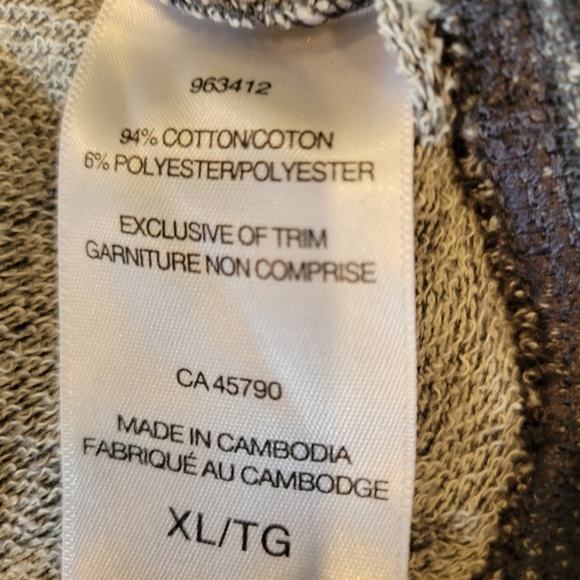 963412
94% COTTON/COTON
6% POLYESTER/POLYESTER
EXCLUSIVE OF TRIM
GARNITURE NON COMPRISE
CA 45790
MADE IN CAMBODIA
FABRIQUÉ AU CAMBODGE
XL/TG